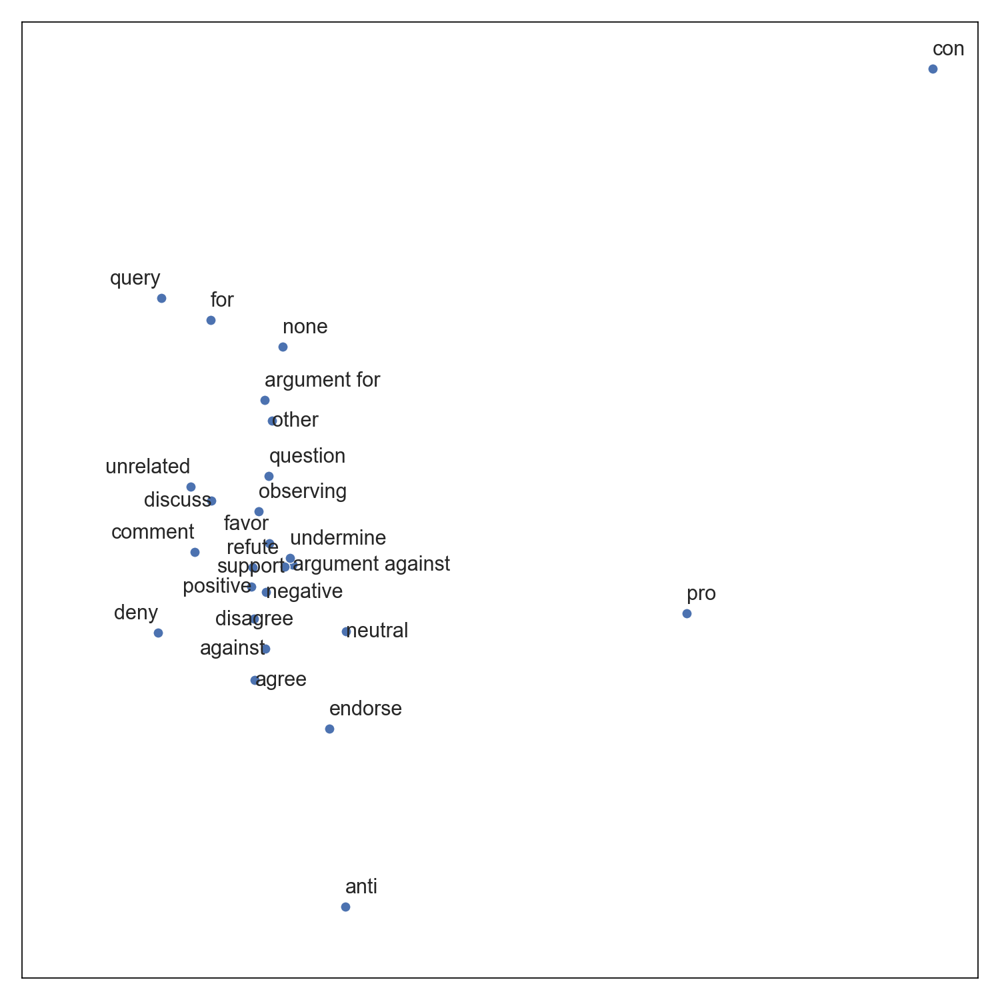 con
query
for
none
argument for
other
question
unrelated
observing
discuss
favor
comment
undermine
refute
argument against
support
positive
negative
pro
deny
disagree
neutral
against
agree
endorse
anti